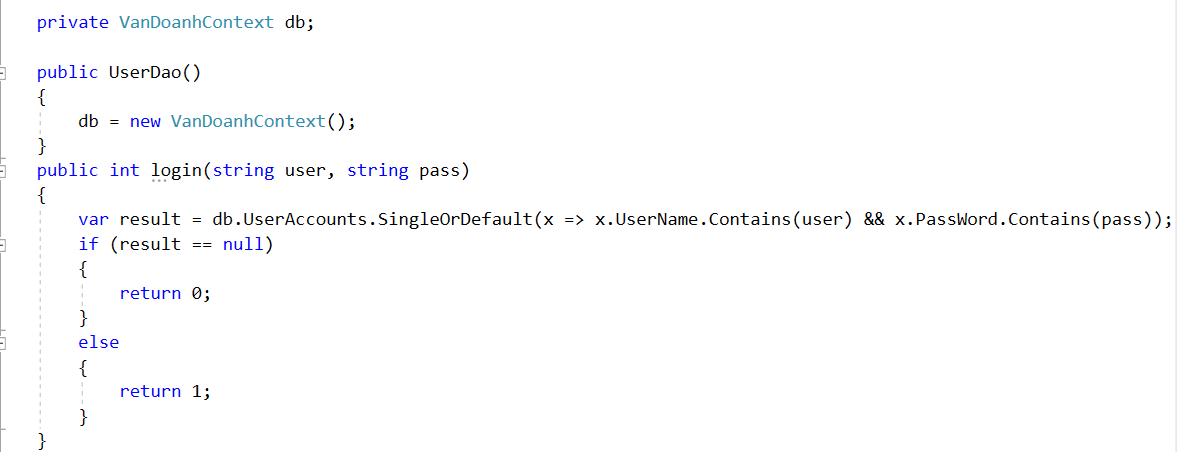 private VanDoanhContext db;
public UserDao()
{
db = new VanDoanhContext();
}
public int login(string user, string pass)
{
var result = db.UserAccounts.SingleOrDefault(x => x.UserName.Contains(user) && x.PassWord.Contains(pass));
if (result == null)
{
return 0;
}
else
{
return 1;
}
}